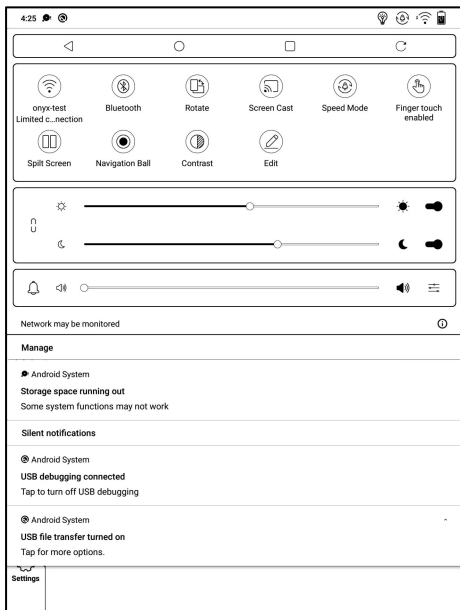 4:25
onyx-test
Limited c...nection
Bluetooth
Rotate
Screen Cast
Speed Mode
Finger touch
enabled
Spilt Screen
Navigation Ball
Contrast
Edit
Network may be monitored
Manage
Android System
Storage space running out
Some system functions may not work
Silent notifications
Android System
USB debugging connected
Tap to turn off USB debugging
Android System
USB file transfer turned on
Tap for more options.
Settings